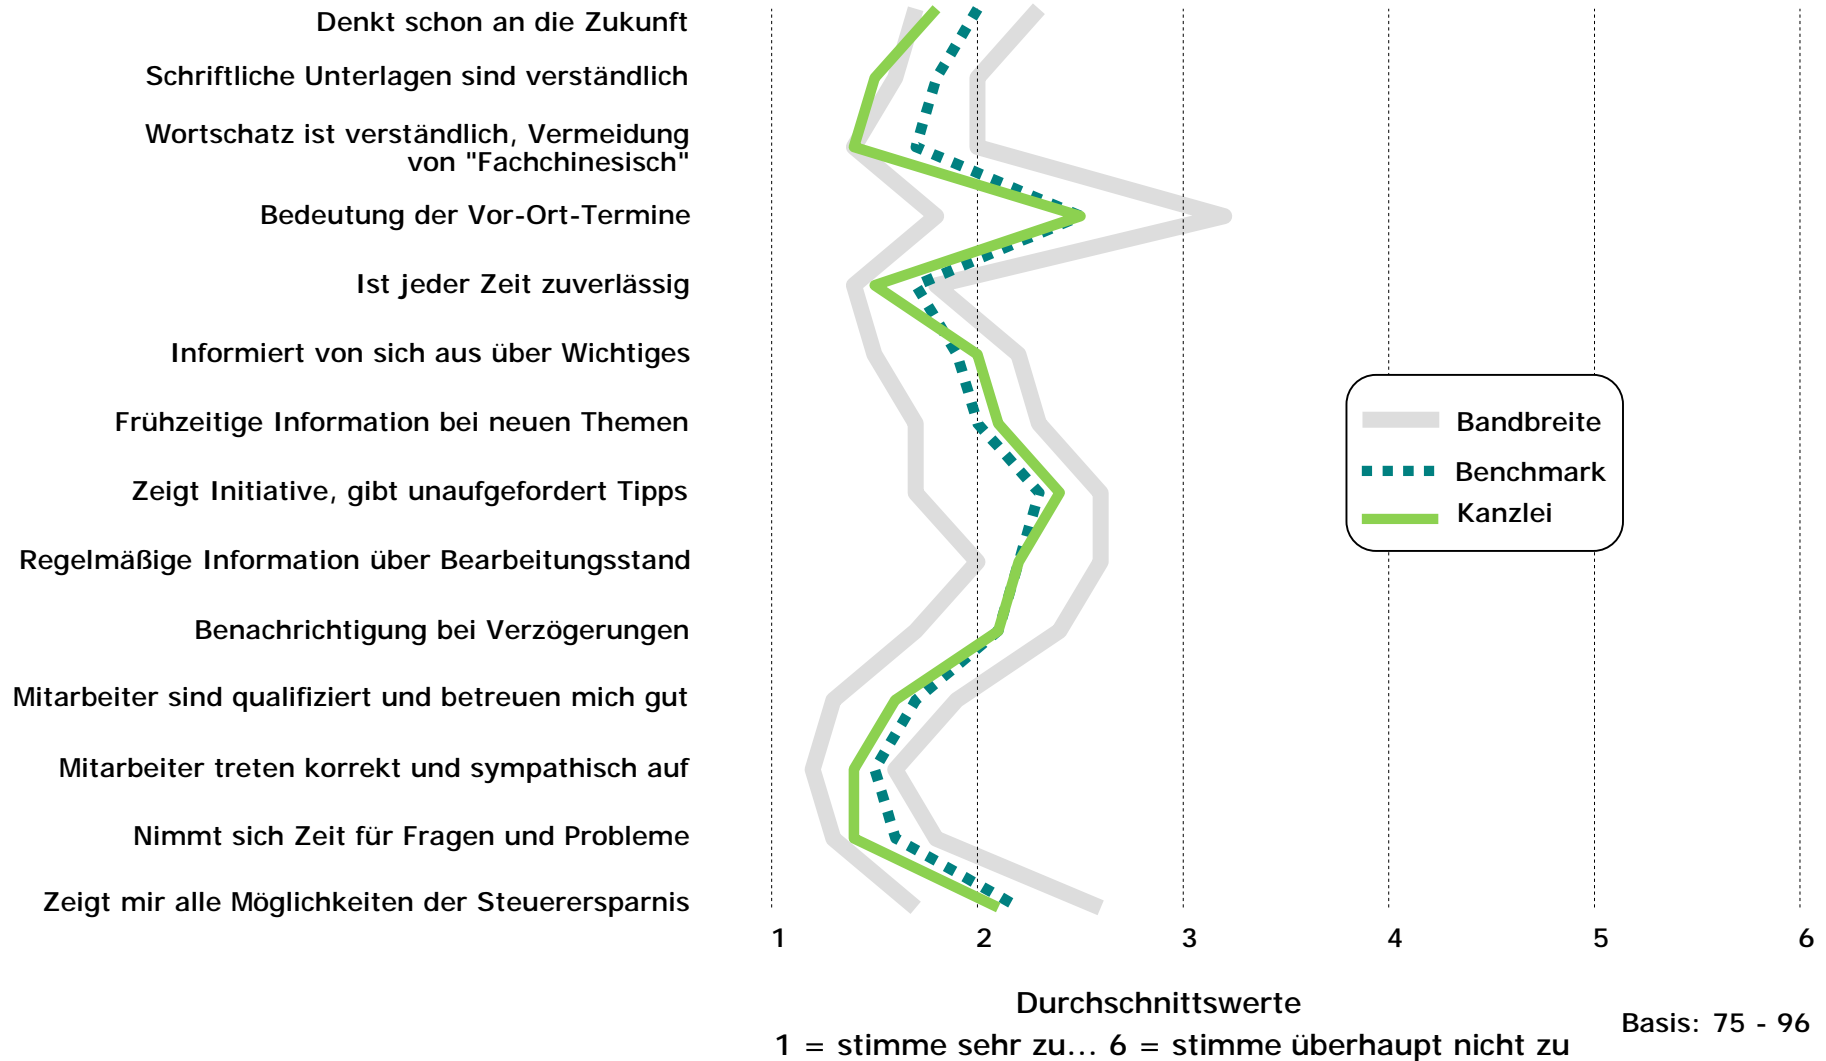 Denkt schon an die Zukunft
Schriftliche Unterlagen sind verständlich
Wortschatz ist verständlich, Vermeidung
von "Fachchinesisch"
Bedeutung der Vor-Ort-Termine
Ist jeder Zeit zuverlässig
Informiert von sich aus über Wichtiges
Frühzeitige Information bei neuen Themen
Zeigt Initiative, gibt unaufgefordert Tipps
Regelmäßige Information über Bearbeitungsstand
Benachrichtigung bei Verzögerungen
Mitarbeiter sind qualifiziert und betreuen mich gut
Mitarbeiter treten korrekt und sympathisch auf
Nimmt sich Zeit für Fragen und Probleme
Zeigt mir alle Möglichkeiten der Steuerersparnis
Bandbreite
Benchmark
Kanzlei
1 2 3 4 5 6
Durchschnittswerte
1 = stimme sehr zu... 6 = stimme überhaupt nicht zu
Basis: 75 - 96